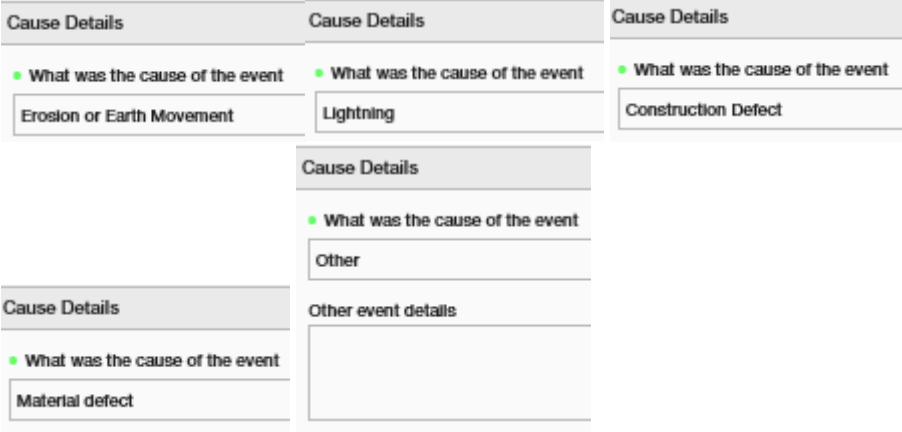 Cause Details
What was the cause of the event
Erosion or Earth Movement
Cause Details
What was the cause of the event
Lightning
Cause Details
What was the cause of the event
Construction Defect
Cause Details
What was the cause of the event
Material defect
Cause Details
What was the cause of the event
Other
Other event details